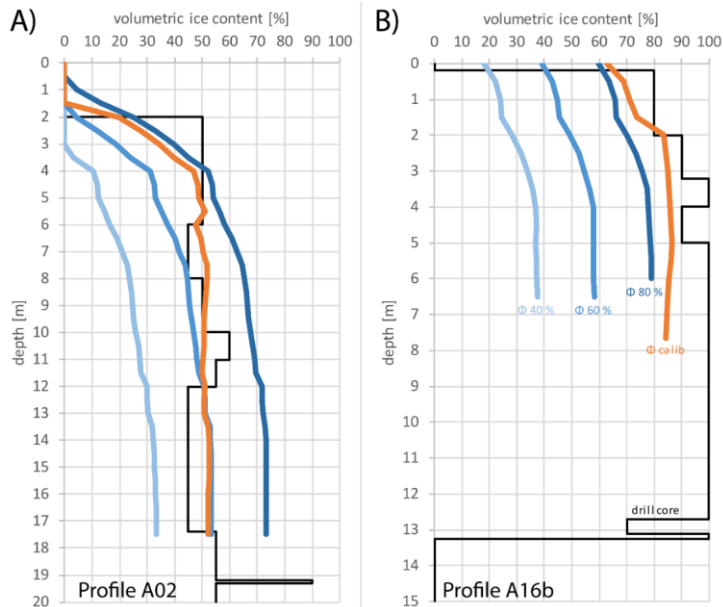 A)
volumetric ice content [%]
0 10 20 30 40 50 60 70 80 90 100
depth [m]
0
1
2
3
4
5
6
7
8
9
10
11
12
13
14
15
16
17
18
19
20
Profile A02
B)
volumetric ice content [%]
0 10 20 30 40 50 60 70 80 90 100
depth [m]
0
1
2
3
4
5
6
7
8
9
10
11
12
13
14
15
Φ 80 %
Φ 40 % Φ 60 %
Φ calib
drill core
Profile A16b